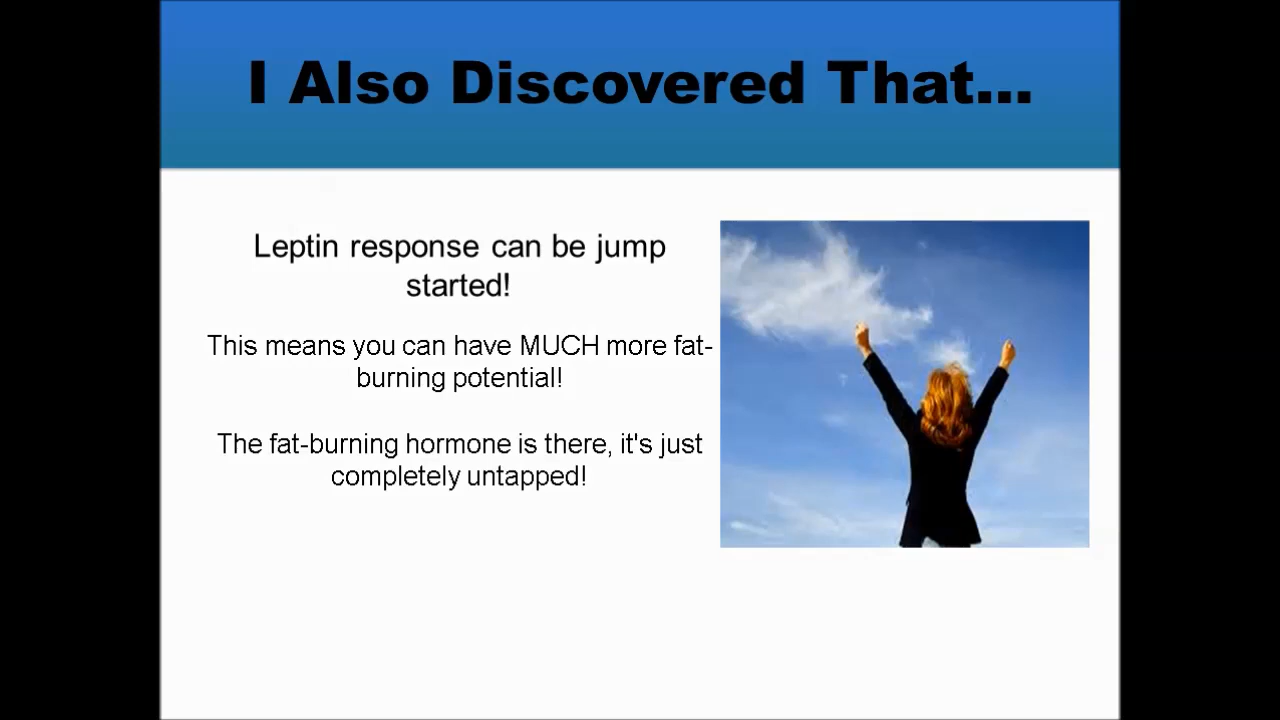 I Also Discovered That...
Leptin response can be jump
started!
This means you can have MUCH more fat-
burning potential!
The fat-burning hormone is there, it's just
completely untapped!